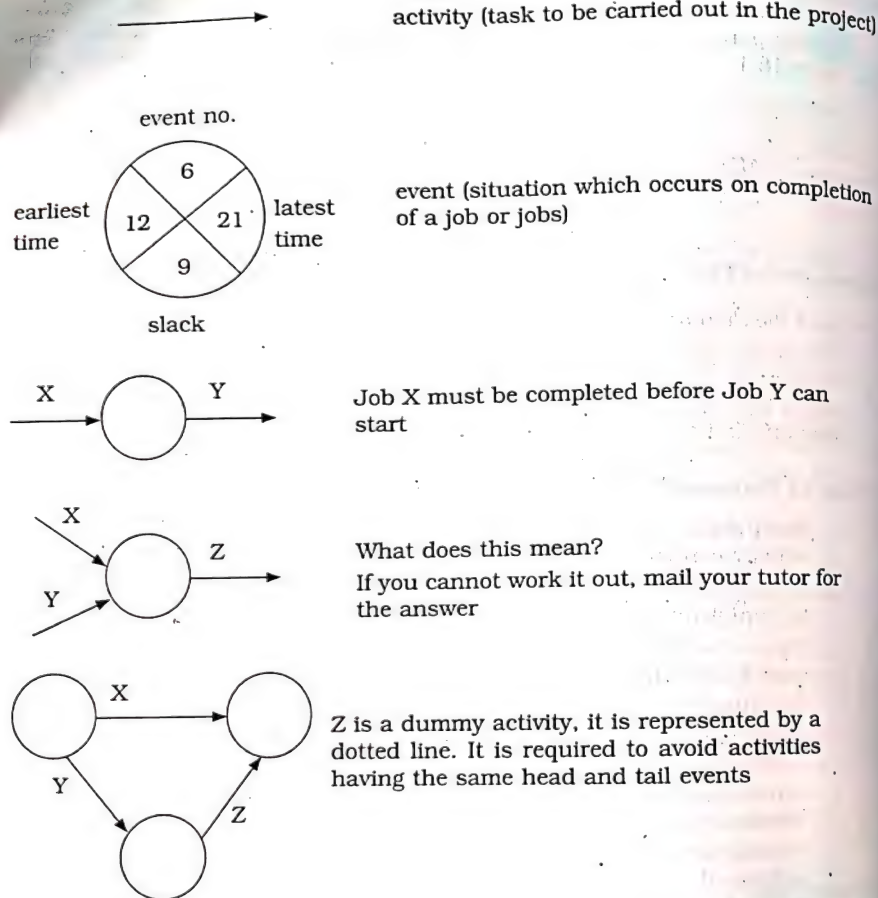 activity (task to be carried out in the project)
event no.
6
earliest
time
12
21
latest
time
9
slack
event (situation which occurs on completion
of a job or jobs)
X
Y
Job X must be completed before Job Y can
start
X
Y
Z
What does this mean?
If you cannot work it out, mail your tutor for
the answer
X
Y
Z
Z is a dummy activity, it is represented by a
dotted line. It is required to avoid activities
having the same head and tail events